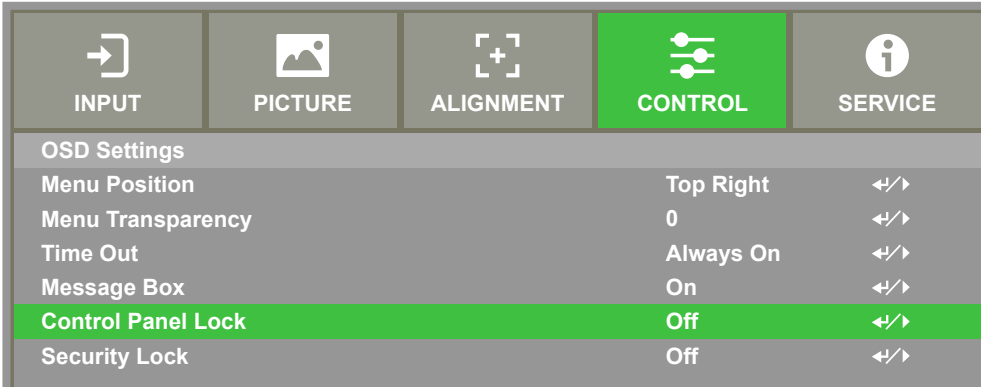 INPUT PICTURE ALIGNMENT CONTROL SERVICE
OSD Settings
Menu Position Top Right
Menu Transparency 0
Time Out Always On
Message Box On
Control Panel Lock Off
Security Lock Off